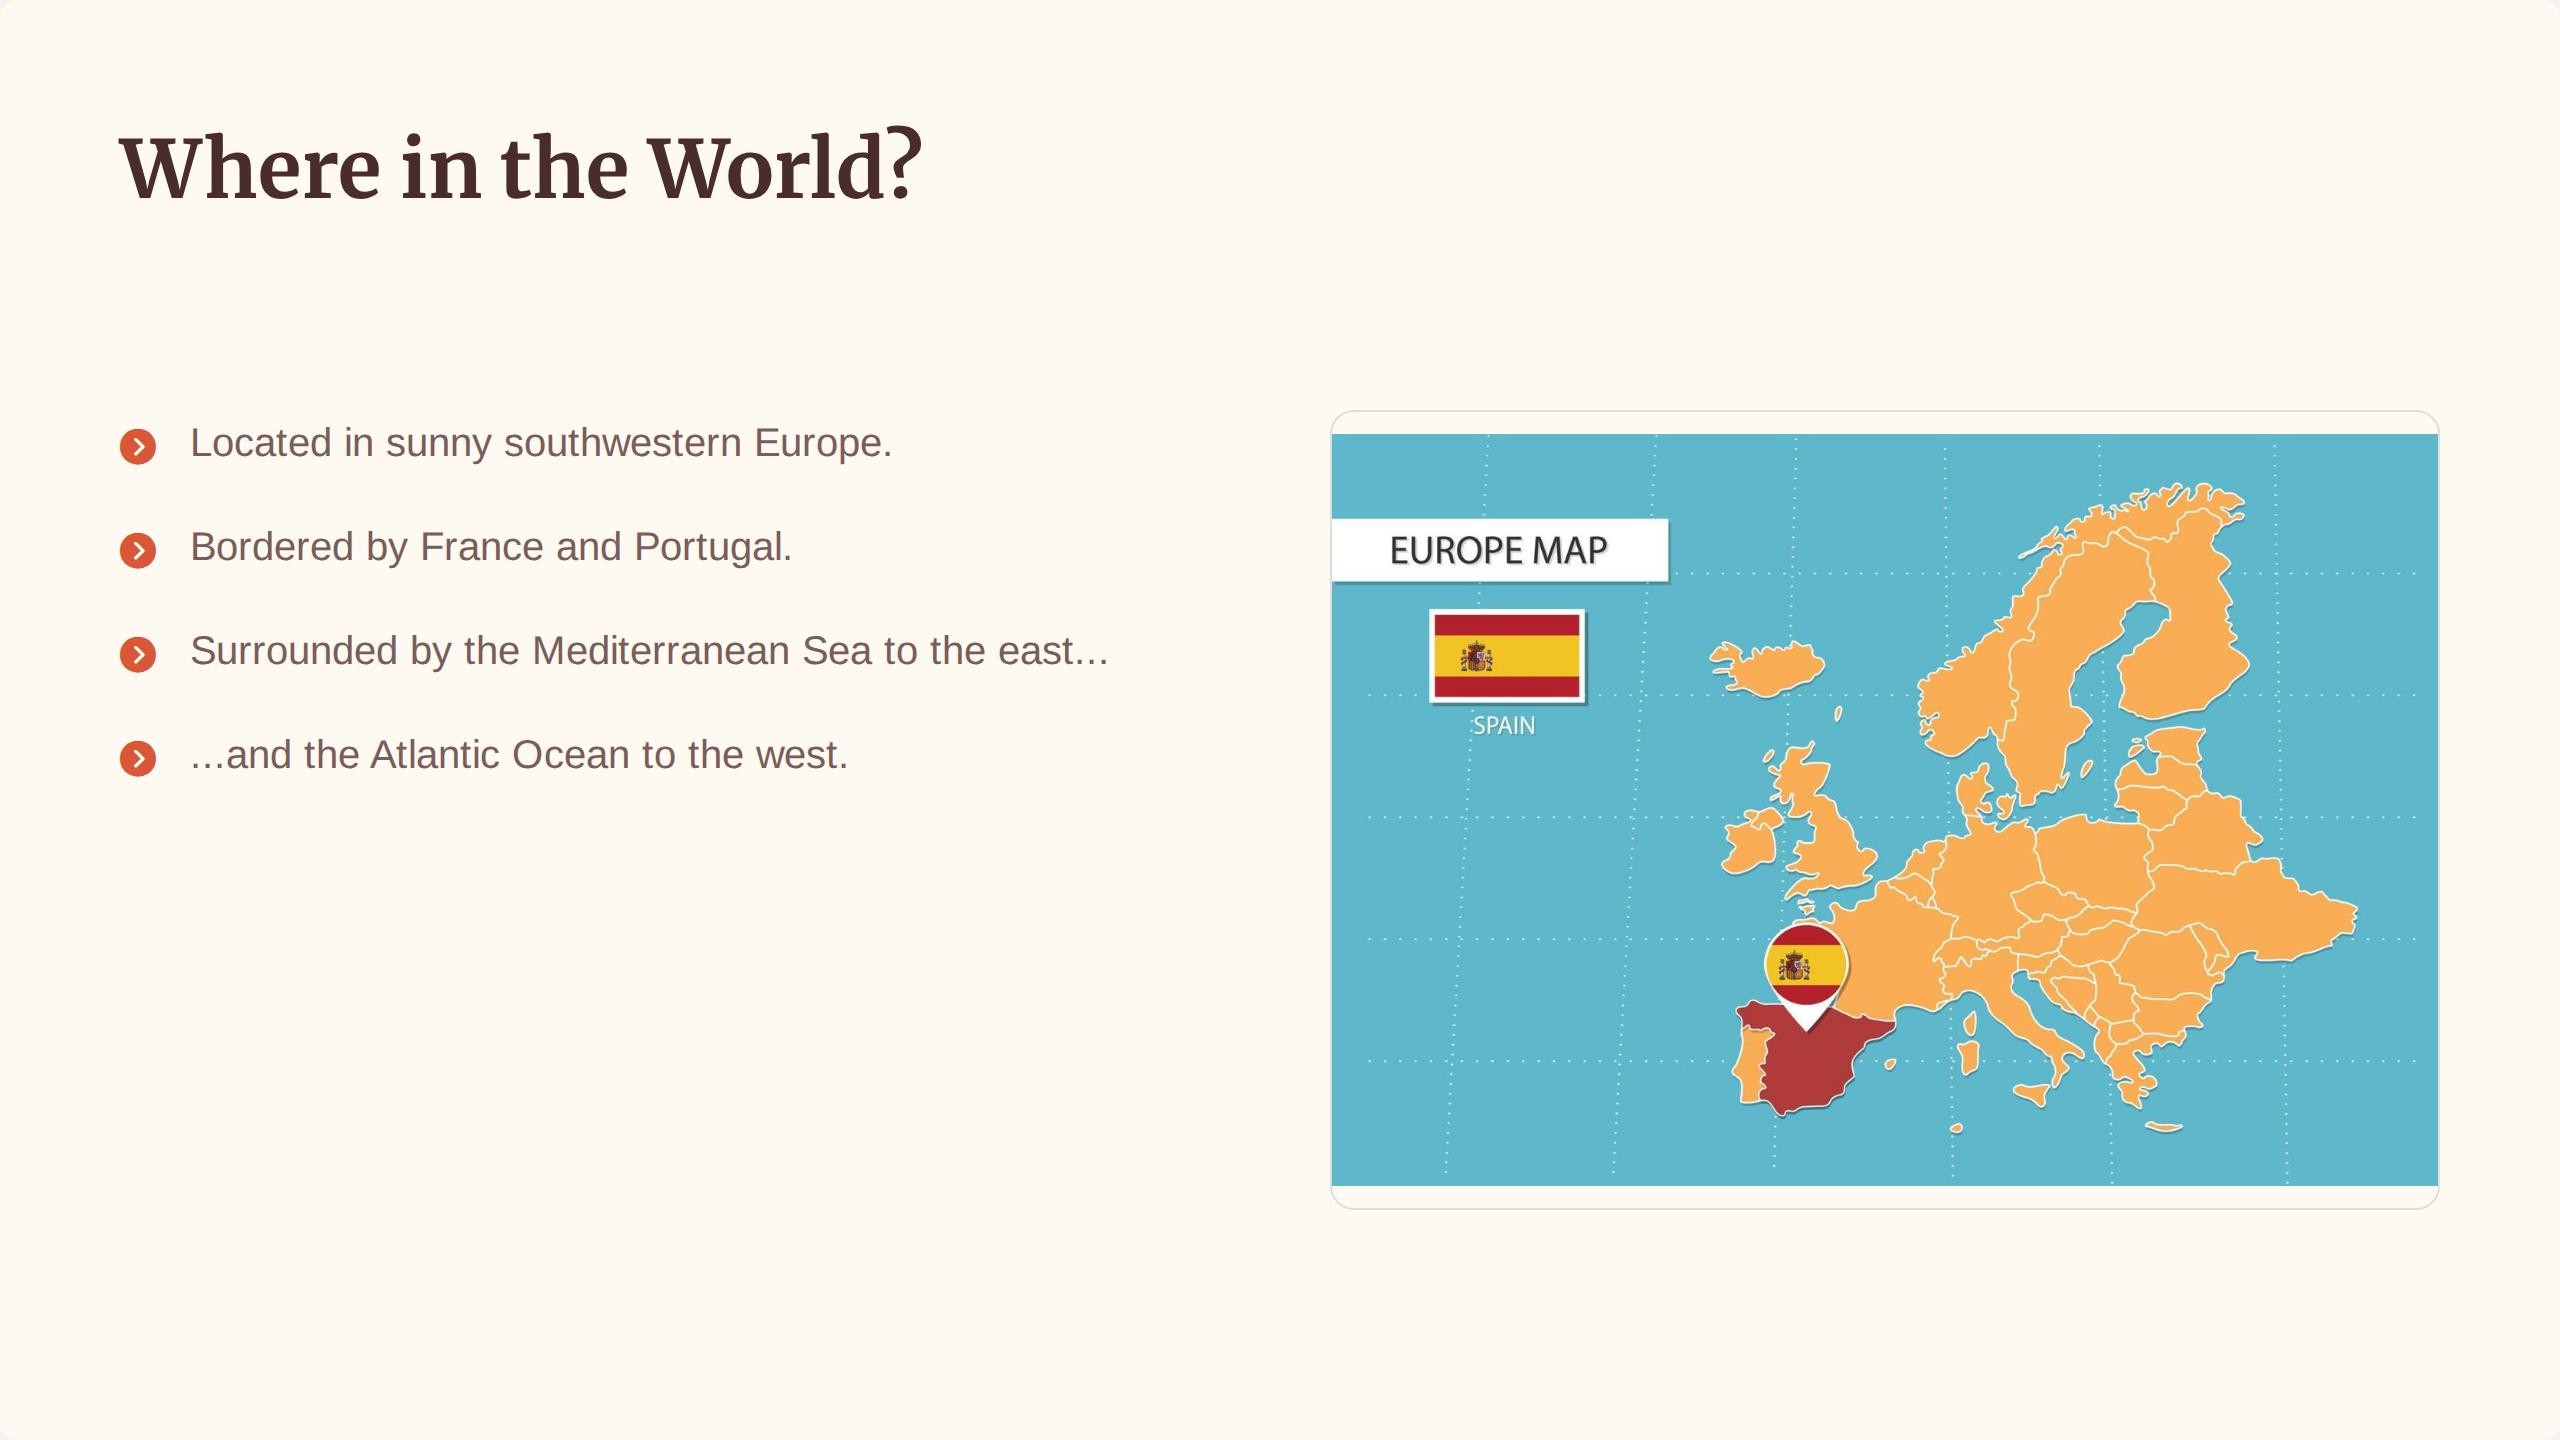 Where in the World?
Located in sunny southwestern Europe.
Bordered by France and Portugal.
Surrounded by the Mediterranean Sea to the east...
...and the Atlantic Ocean to the west.
EUROPE MAP
SPAIN